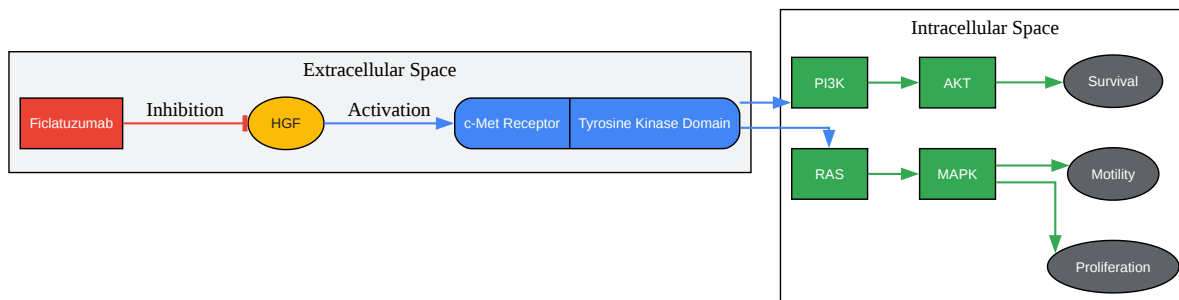 Intracellular Space
Extracellular Space
Ficlatuzumab
Inhibition
HGF
Activation
c-Met Receptor
Tyrosine Kinase Domain
PI3K
AKT
Survival
RAS
MAPK
Motility
Proliferation